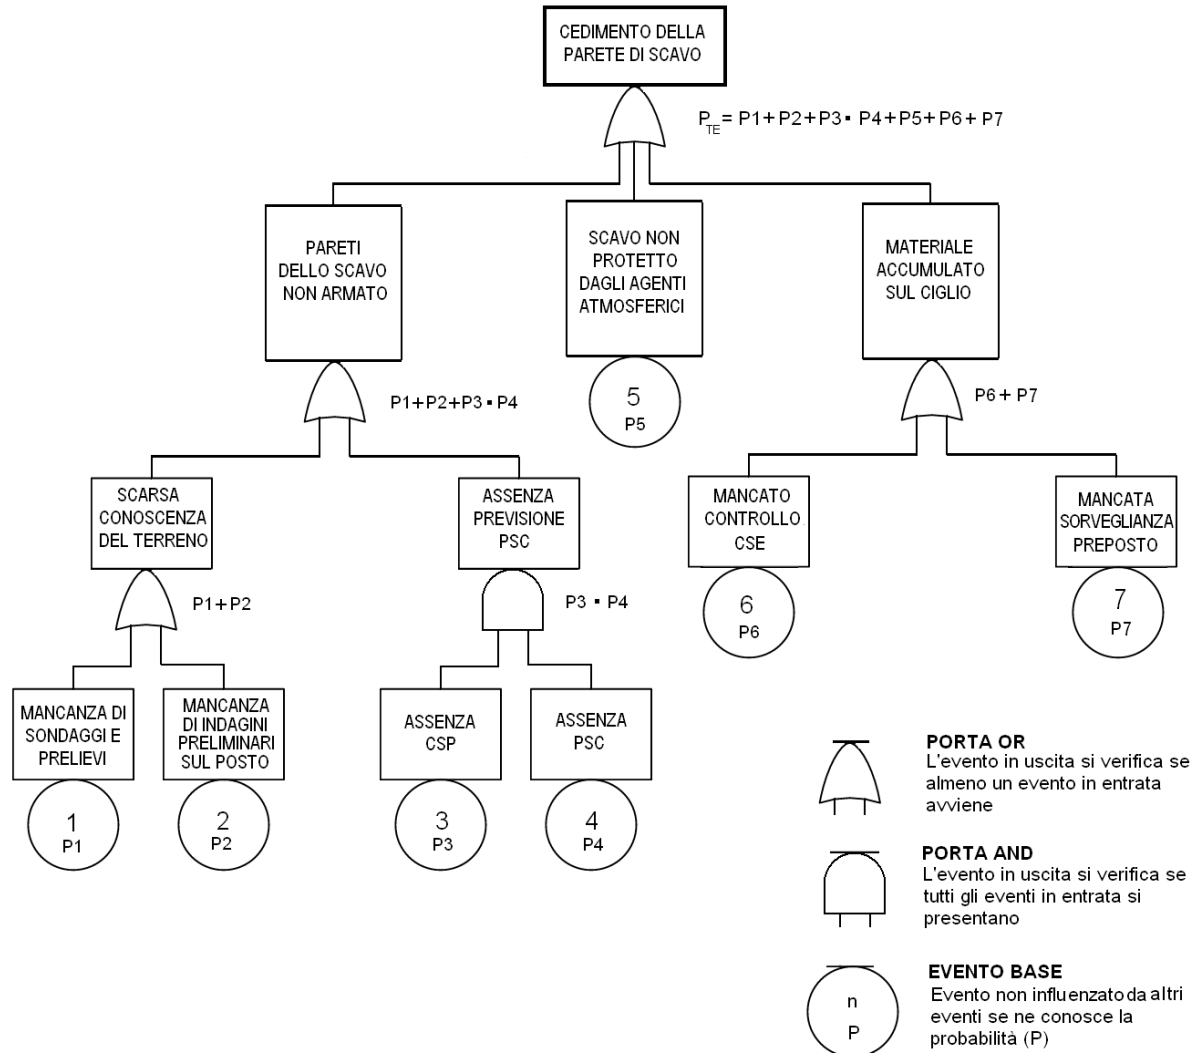 CEDIMENTO DELLA
PARETE DI SCAVO
PTE = P1+P2+P3▪P4+P5+P6+P7
PARETI
DELLO SCAVO
NON ARMATO
SCAVO NON
PROTETTO
DAGLI AGENTI
ATMOSFERICI
MATERIALE
ACCUMULATO
SUL CIGLIO
P1+P2+P3▪P4
5
P5
P6+P7
SCARSA
CONOSCENZA
DEL TERRENO
ASSENZA
PREVISIONE
PSC
MANCATO
CONTROLLO
CSE
MANCATA
SORVEGLIANZA
PREPOSTO
P1+P2
P3▪P4
6
P6
7
P7
MANCANZA DI
SONDAGGI E
PRELIEVI
MANCANZA
DI INDAGINI
PRELIMINARI
SUL POSTO
ASSENZA
CSP
ASSENZA
PSC
1
P1
2
P2
3
P3
4
P4
PORTA OR
L'evento in uscita si verifica se
almeno un evento in entrata
avviene
PORTA AND
L'evento in uscita si verifica se
tutti gli eventi in entrata si
presentano
EVENTO BASE
n
P
Evento non influenzato da altri
eventi se ne conosce la
probabilità (P)